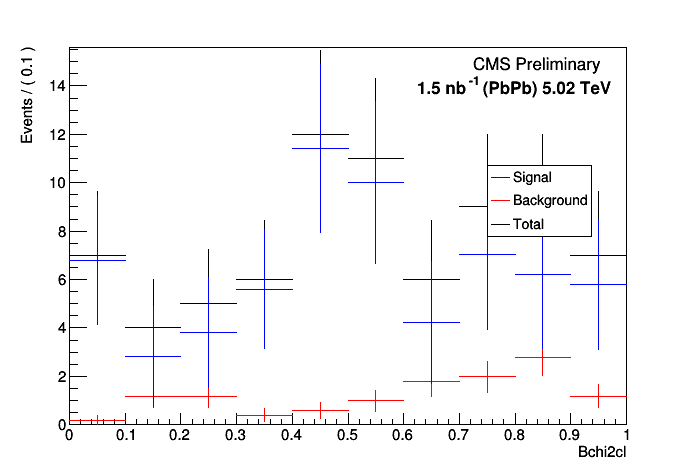 CMS Preliminary
1.5 nb⁻¹ (PbPb) 5.02 TeV
Events / ( 0.1 )
14
12
10
8
6
4
2
0
Signal
Background
Total
0 0.1 0.2 0.3 0.4 0.5 0.6 0.7 0.8 0.9 1
Bchi2cl